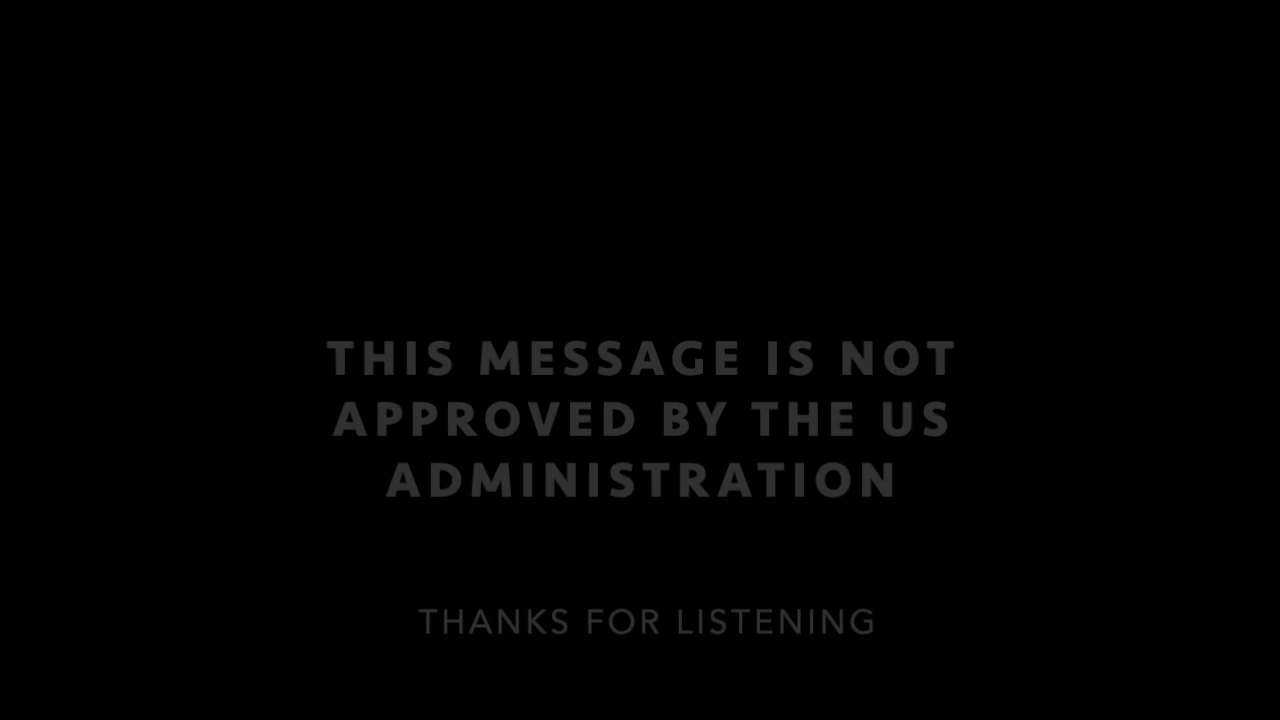 THIS MESSAGE IS NOT
APPROVED BY THE US
ADMINISTRATION
THANKS FOR LISTENING